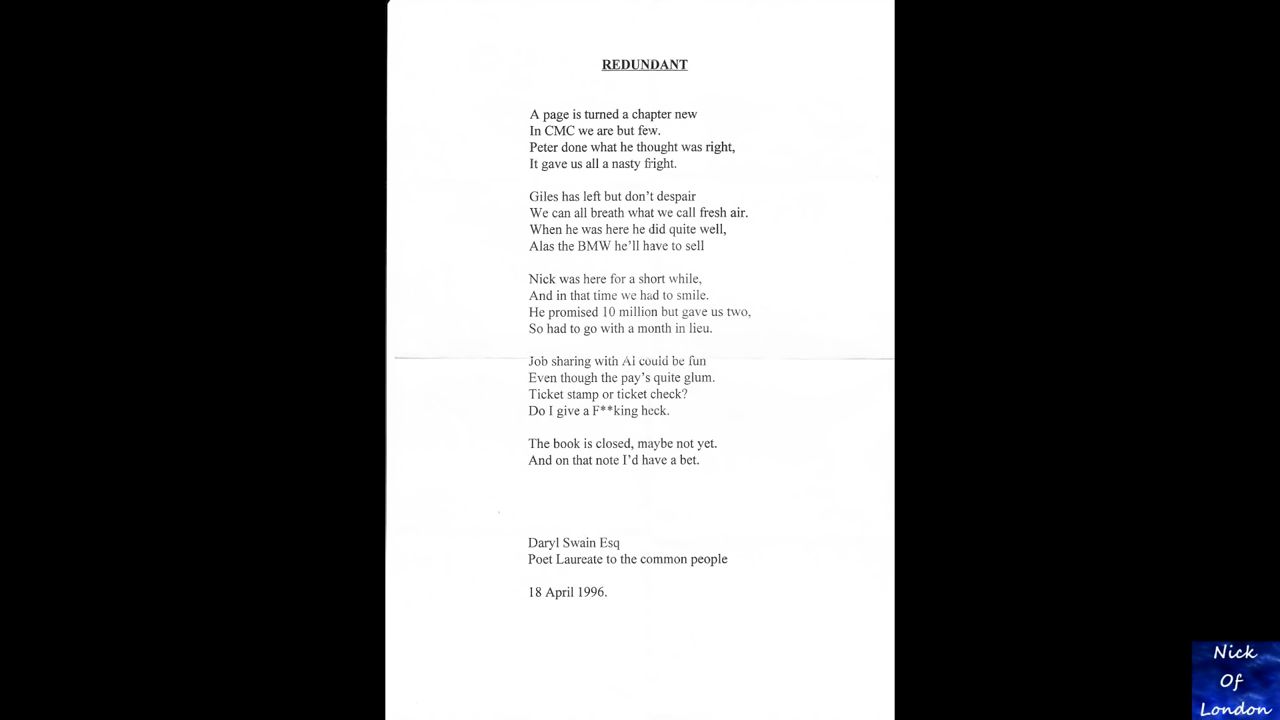 REDUNDANT
A page is turned a chapter new
In CMC we are but few.
Peter done what he thought was right,
It gave us all a nasty fright.
Giles has left but don't despair
We can all breath what we call fresh air.
When he was here he did quite well,
Alas the BMW he'll have to sell
Nick was here for a short while,
And in that time we had to smile.
He promised 10 million but gave us two,
So had to go with a month in lieu.
Job sharing with Al could be fun
Even though the pay's quite glum.
Ticket stamp or ticket check?
Do I give a F**king heck.
The book is closed, maybe not yet.
And on that note I'd have a bet.
Daryl Swain Esq
Poet Laureate to the common people
18 April 1996.
Nick
Of
London